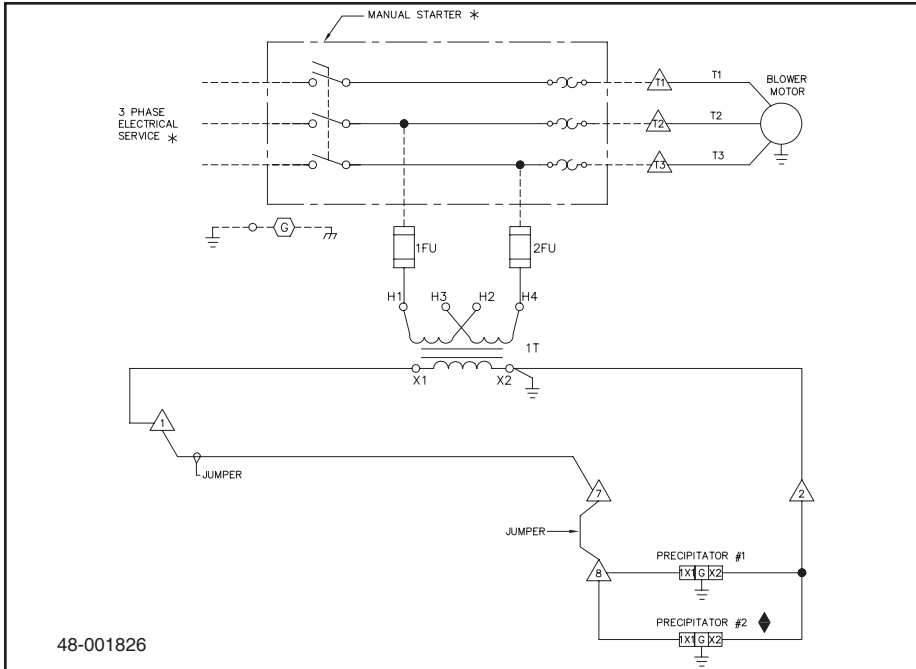 MANUAL STARTER *
3 PHASE
ELECTRICAL
SERVICE *
T1
T1
BLOWER
MOTOR
T2
T2
T3
T3
G
1FU
2FU
H1
H3
H2
H4
1T
X1
X2
1
JUMPER
7
2
JUMPER
PRECIPITATOR #1
8
1X1 G X2
PRECIPITATOR #2
1X1 G X2
48-001826